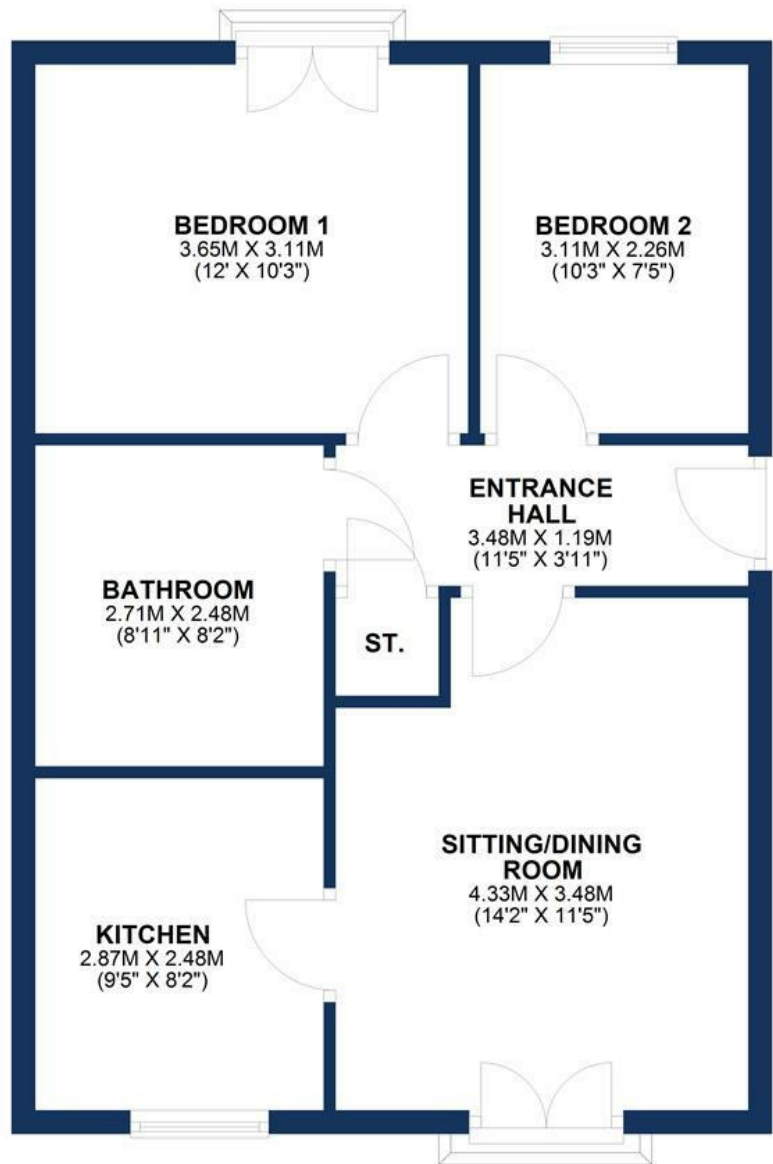 BEDROOM 1
3.65M X 3.11M
(12' X 10'3")
BEDROOM 2
3.11M X 2.26M
(10'3" X 7'5")
ENTRANCE
HALL
3.48M X 1.19M
(11'5" X 3'11")
BATHROOM
2.71M X 2.48M
(8'11" X 8'2")
ST.
SITTING/DINING
ROOM
4.33M X 3.48M
(14'2" X 11'5")
KITCHEN
2.87M X 2.48M
(9'5" X 8'2")